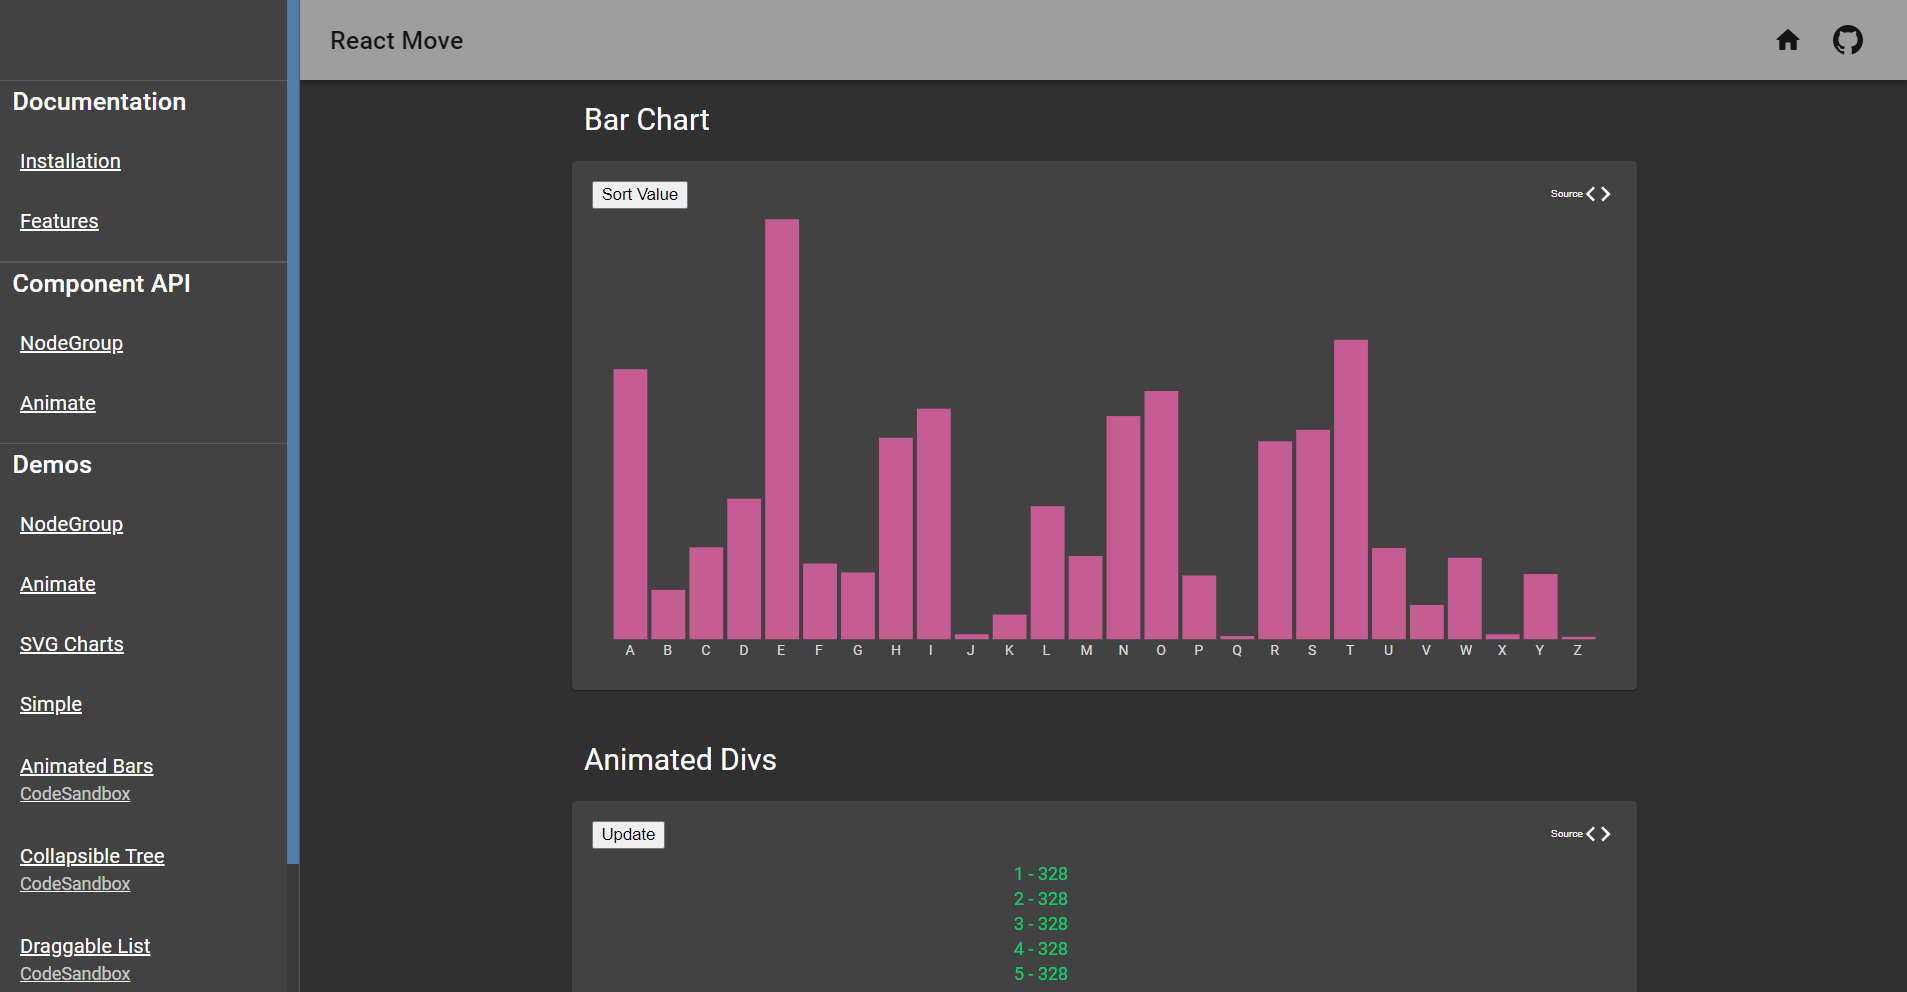 React Move
Documentation
Installation
Features
Component API
NodeGroup
Animate
Demos
NodeGroup
Animate
SVG Charts
Simple
Animated Bars
CodeSandbox
Collapsible Tree
CodeSandbox
Draggable List
CodeSandbox
Bar Chart
Sort Value
Source
A B C D E F G H I J K L M N O P Q R S T U V W X Y Z
Animated Divs
Update
Source
1 - 328
2 - 328
3 - 328
4 - 328
5 - 328